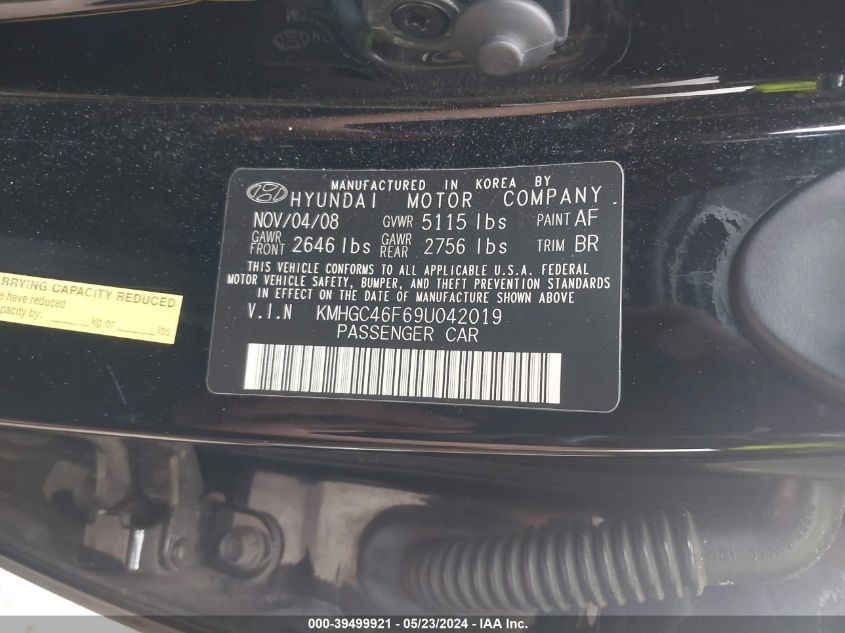 MANUFACTURED IN KOREA BY
HYUNDAI MOTOR COMPANY
NOV/04/08 GVWR 5115 lbs PAINT AF
GAWR FRONT 2646 lbs GAWR REAR 2756 lbs TRIM BR
THIS VEHICLE CONFORMS TO ALL APPLICABLE U.S.A. FEDERAL
MOTOR VEHICLE SAFETY, BUMPER, AND THEFT PREVENTION STANDARDS
IN EFFECT ON THE DATE OF MANUFACTURE SHOWN ABOVE
V.I.N KMHGC46F69U042019
PASSENGER CAR
ARRYING CAPACITY REDUCED
e have reduced
capacity by: kg or lbs
000-39499921 - 05/23/2024 - IAA Inc.